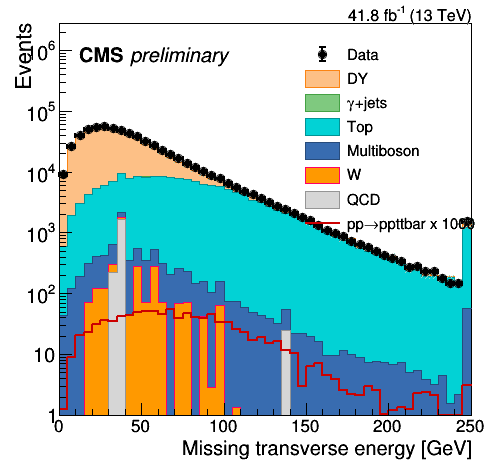 41.8 fb⁻¹ (13 TeV)
Events
10⁶
10⁵
10⁴
10³
10²
10
1
CMS preliminary
Data
DY
γ+jets
Top
Multiboson
W
QCD
pp→ppttbar x 1000
0 50 100 150 200 250
Missing transverse energy [GeV]